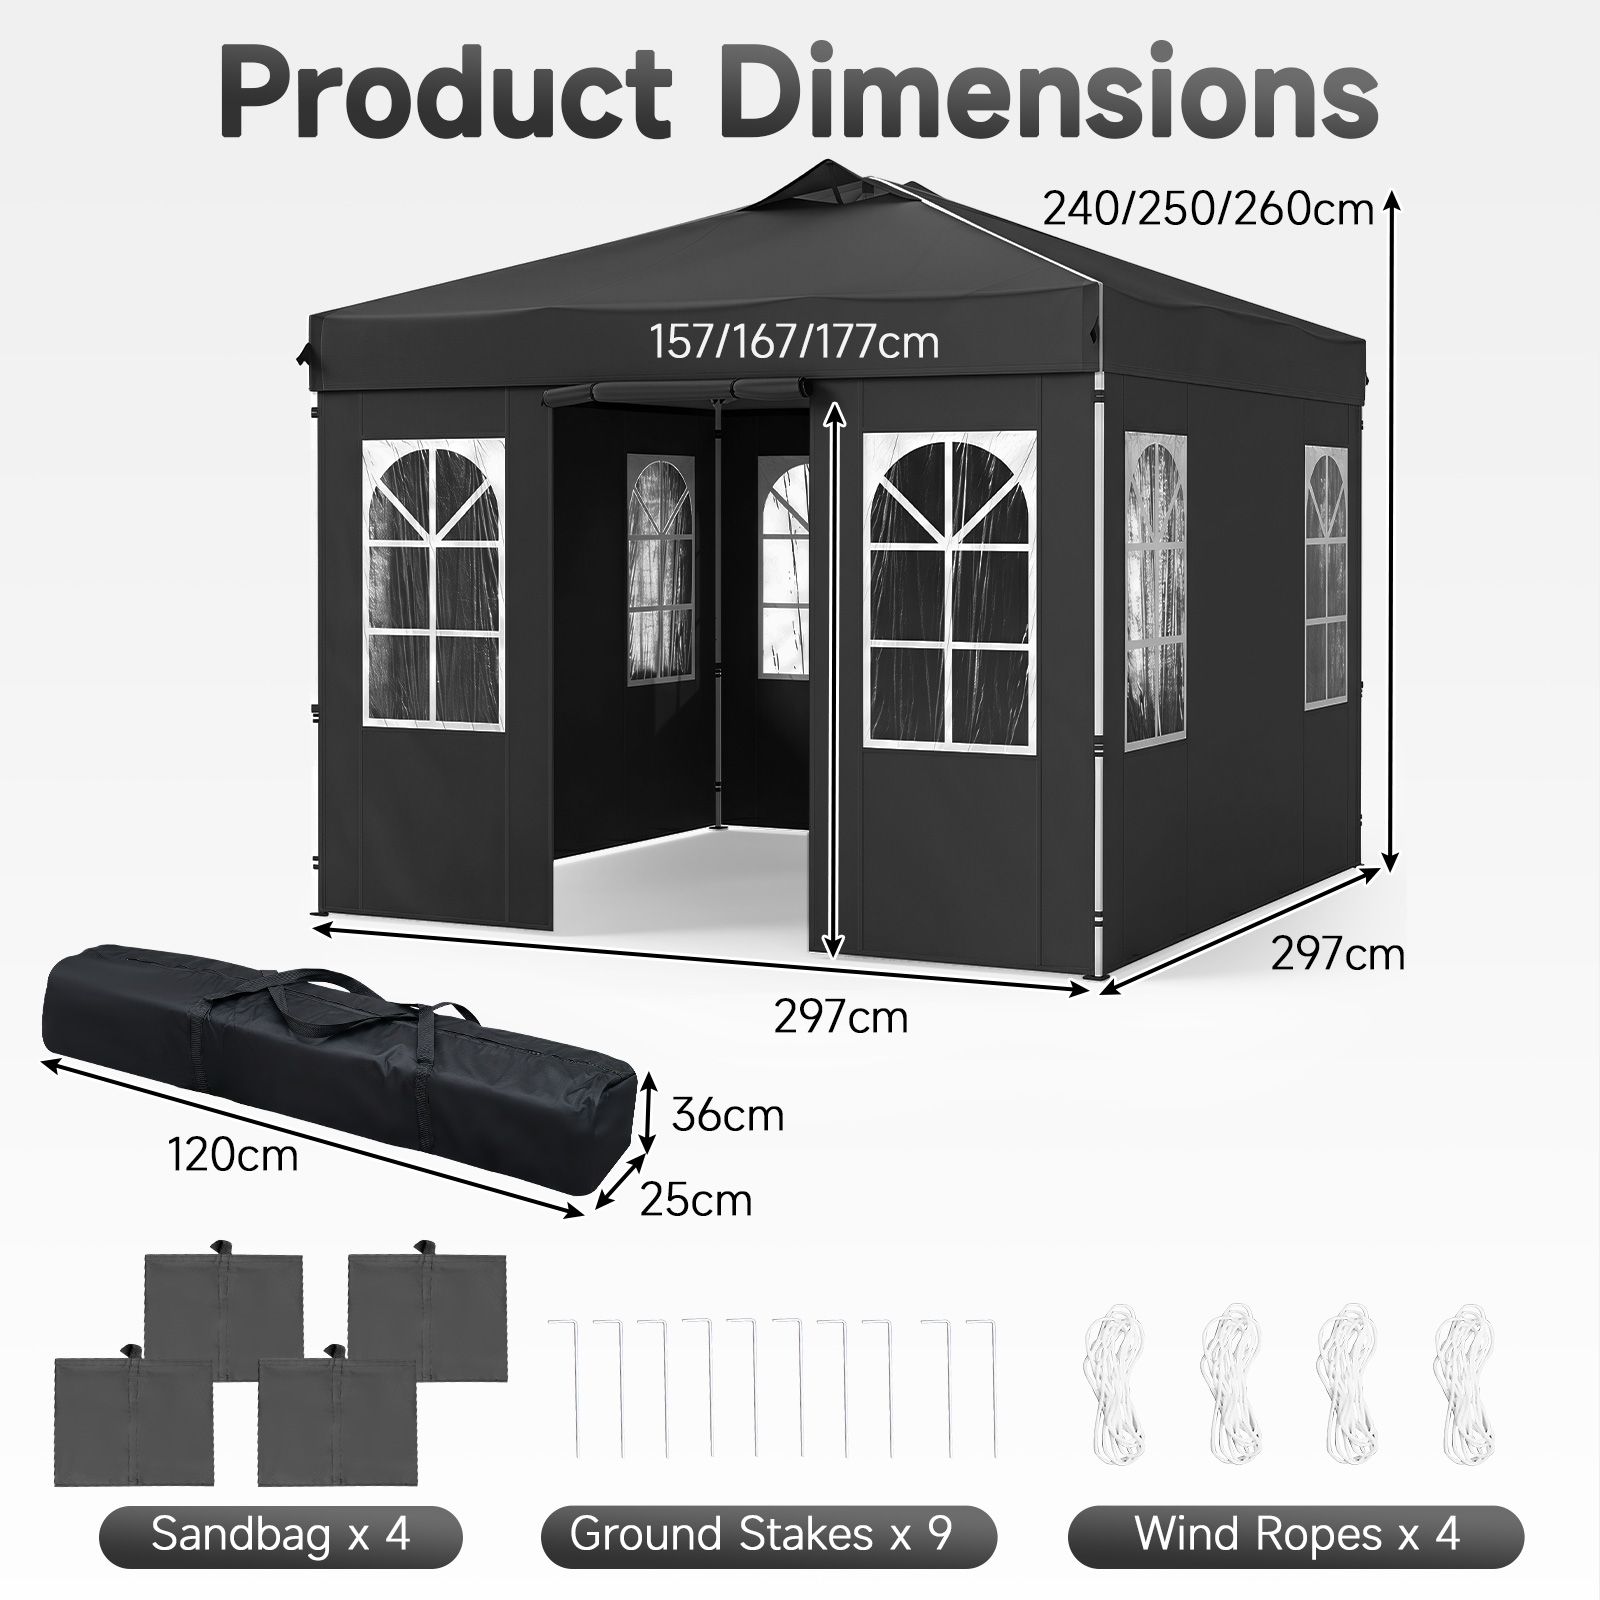 Product Dimensions
240/250/260cm
157/167/177cm
297cm
297cm
36cm
120cm
25cm
Sandbag x 4
Ground Stakes x 9
Wind Ropes x 4